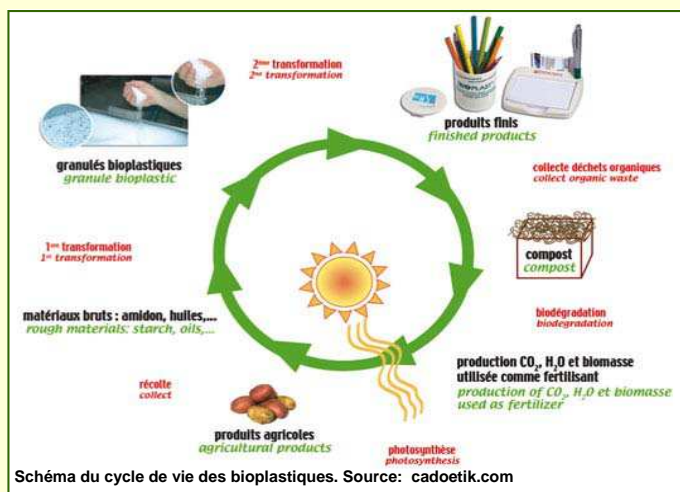 2ème transformation
2nd transformation
produits finis
finished products
collecte déchets organiques
collect organic waste
compost
compost
biodégradation
biodegradation
production CO2, H2O et biomasse
utilisée comme fertilisant
production of CO2, H2O et biomasse
used as fertilizer
photosynthèse
photosynthesis
produits agricoles
agricultural products
récolte
collect
matériaux bruts : amidon, huiles,...
rough materials: starch, oils,...
1ère transformation
1st transformation
granulés bioplastiques
granule bioplastic
Schéma du cycle de vie des bioplastiques. Source: cadoetik.com